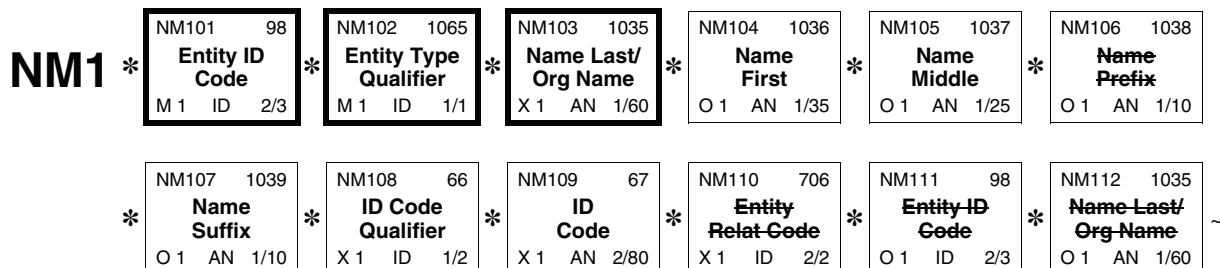 NM101 98 NM102 1065 NM103 1035 NM104 1036 NM105 1037 NM106 1038
NM1 * Entity ID Code * Entity Type Qualifier * Name Last/ Org Name * Name First * Name Middle * Name Prefix
M 1 ID 2/3 M 1 ID 1/1 X 1 AN 1/60 O 1 AN 1/35 O 1 AN 1/25 O 1 AN 1/10
NM107 1039 NM108 66 NM109 67 NM110 706 NM111 98 NM112 1035
* Name Suffix * ID Code Qualifier * ID Code * Entity Relat Code * Entity ID Code * Name Last/ Org Name ~
O 1 AN 1/10 X 1 ID 1/2 X 1 AN 2/80 X 1 ID 2/2 O 1 ID 2/3 O 1 AN 1/60